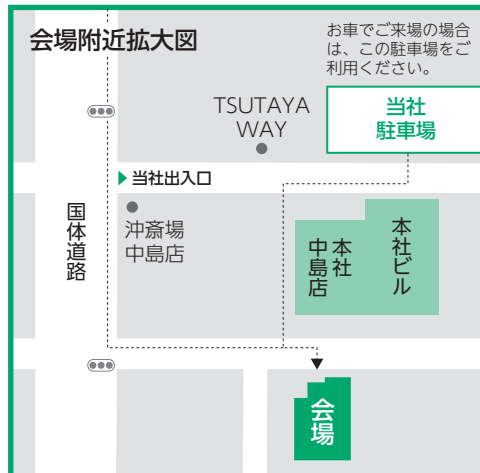 会場附近拡大図
お車でご来場の場合
は、この駐車場をご
利用ください。
TSUTAYA
WAY
当社
駐車場
当社出入口
国体道路
沖斎場
中島店
本社
中島店
本社ビル
会場